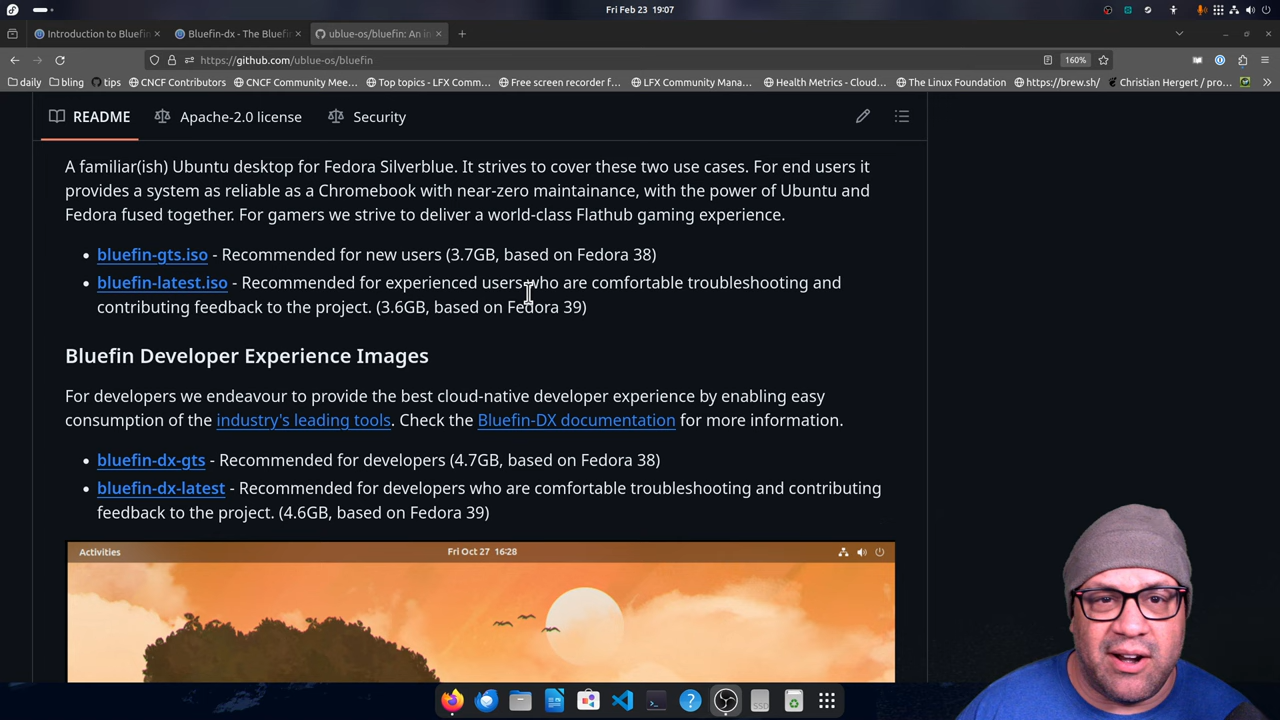 Fri Feb 23 19:07
Introduction to Bluefin
Bluefin-dx - The Bluefin
ublue-os/bluefin: An in
https://github.com/ublue-os/bluefin
160%
daily
bling
tips
CNCF Contributors
CNCF Community Mee...
Top topics - LFX Comm...
Free screen recorder f...
LFX Community Mana...
Health Metrics - Cloud...
The Linux Foundation
https://brew.sh/
Christian Hergert / pro...
README
Apache-2.0 license
Security
A familiar(ish) Ubuntu desktop for Fedora Silverblue. It strives to cover these two use cases. For end users it
provides a system as reliable as a Chromebook with near-zero maintainance, with the power of Ubuntu and
Fedora fused together. For gamers we strive to deliver a world-class Flathub gaming experience.
• bluefin-gts.iso - Recommended for new users (3.7GB, based on Fedora 38)
• bluefin-latest.iso - Recommended for experienced users who are comfortable troubleshooting and
contributing feedback to the project. (3.6GB, based on Fedora 39)
Bluefin Developer Experience Images
For developers we endeavour to provide the best cloud-native developer experience by enabling easy
consumption of the industry's leading tools. Check the Bluefin-DX documentation for more information.
• bluefin-dx-gts - Recommended for developers (4.7GB, based on Fedora 38)
• bluefin-dx-latest - Recommended for developers who are comfortable troubleshooting and contributing
feedback to the project. (4.6GB, based on Fedora 39)
Activities
Fri Oct 27 16:28
SSD